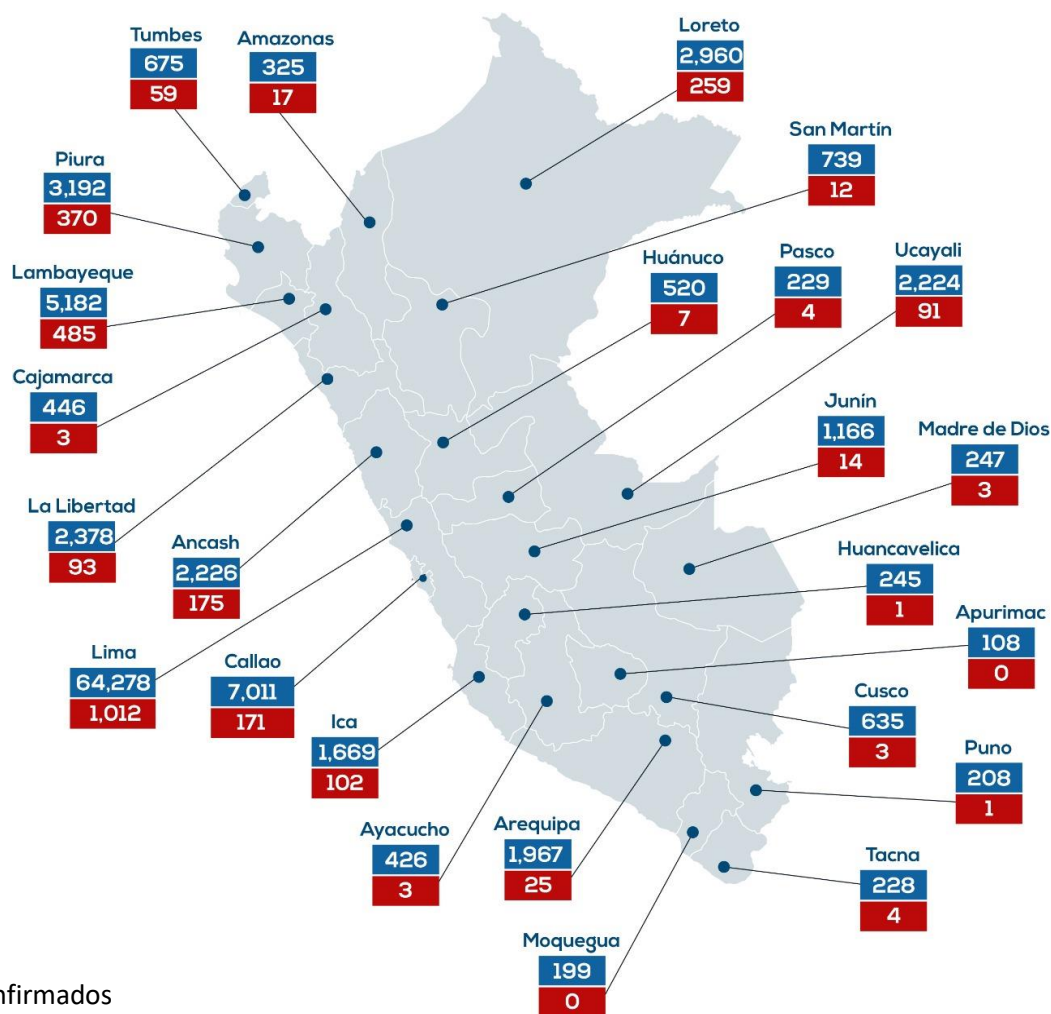 Tumbes
675
59
Amazonas
325
17
Loreto
2,960
259
San Martín
739
12
Piura
3,192
370
Lambayeque
5,182
485
Huánuco
520
7
Pasco
229
4
Ucayali
2,224
91
Cajamarca
446
3
Junín
1,166
14
Madre de Dios
247
3
La Libertad
2,378
93
Ancash
2,226
175
Huancavelica
245
1
Apurimac
108
0
Lima
64,278
1,012
Callao
7,011
171
Ica
1,669
102
Cusco
635
3
Puno
208
1
Ayacucho
426
3
Arequipa
1,967
25
Tacna
228
4
Moquegua
199
0
nfirmados